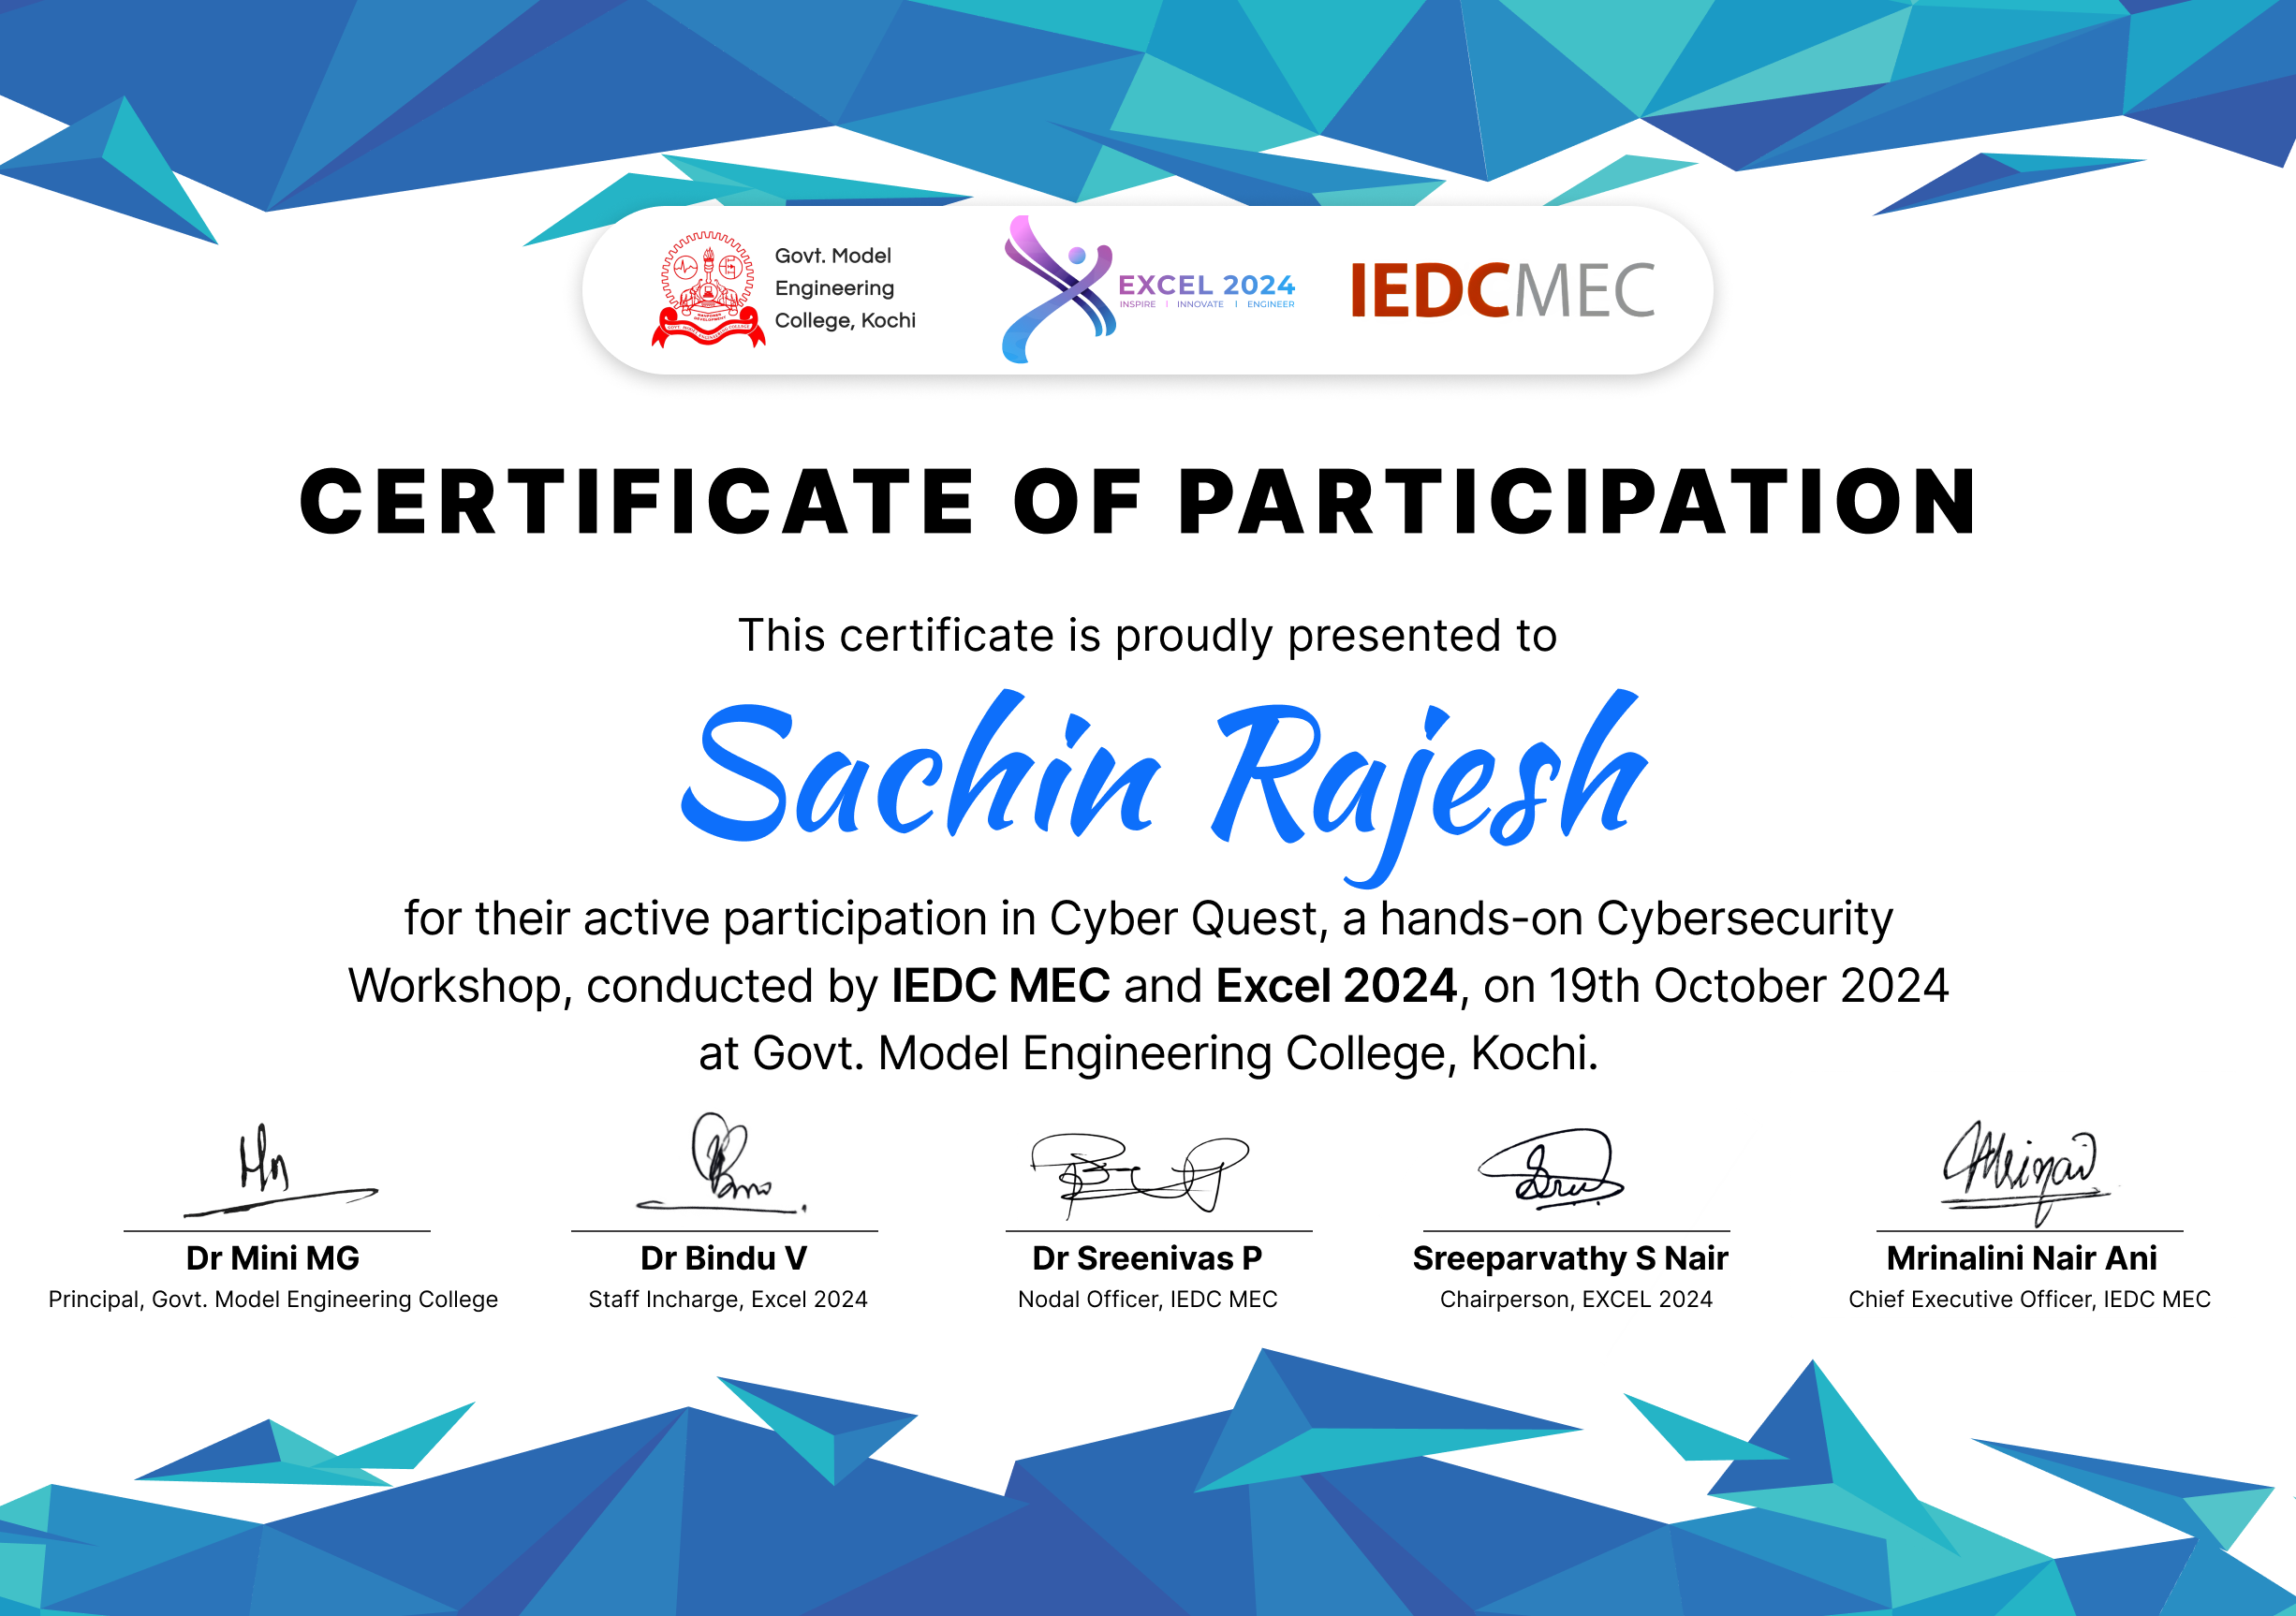 Govt. Model
Engineering
College, Kochi
EXCEL 2024
INSPIRE | INNOVATE | ENGINEER
IEDCMEC
CERTIFICATE OF PARTICIPATION
This certificate is proudly presented to
Sachin Rajesh
for their active participation in Cyber Quest, a hands-on Cybersecurity
Workshop, conducted by IEDC MEC and Excel 2024, on 19th October 2024
at Govt. Model Engineering College, Kochi.
Dr Mini MG
Principal, Govt. Model Engineering College
Dr Bindu V
Staff Incharge, Excel 2024
Dr Sreenivas P
Nodal Officer, IEDC MEC
Sreeparvathy S Nair
Chairperson, EXCEL 2024
Mrinalini Nair Ani
Chief Executive Officer, IEDC MEC